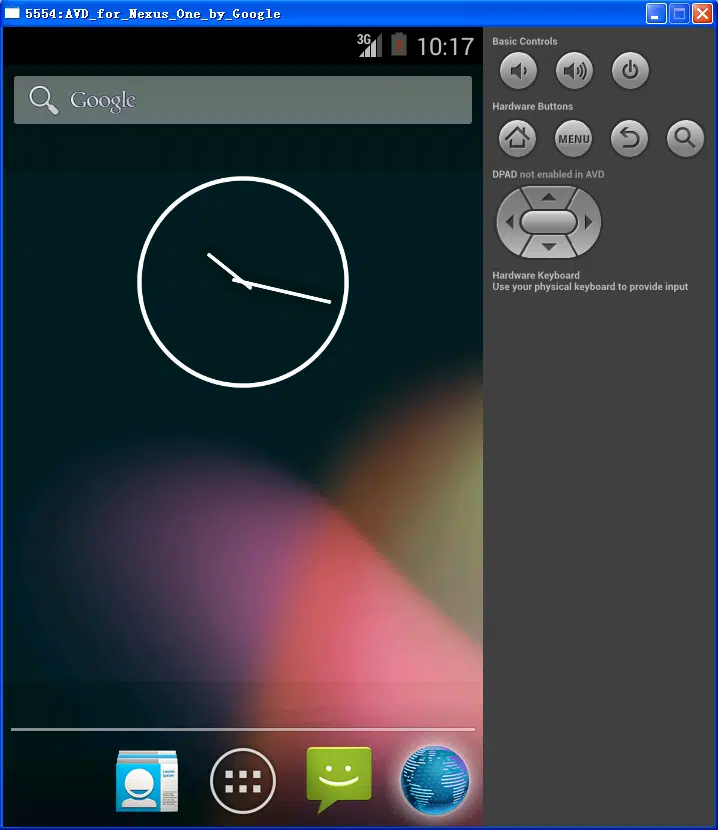 5554:AVD_for_Nexus_One_by_Google
3G 10:17
Google
Basic Controls
Hardware Buttons
MENU
DPAD not enabled in AVD
Hardware Keyboard
Use your physical keyboard to provide input